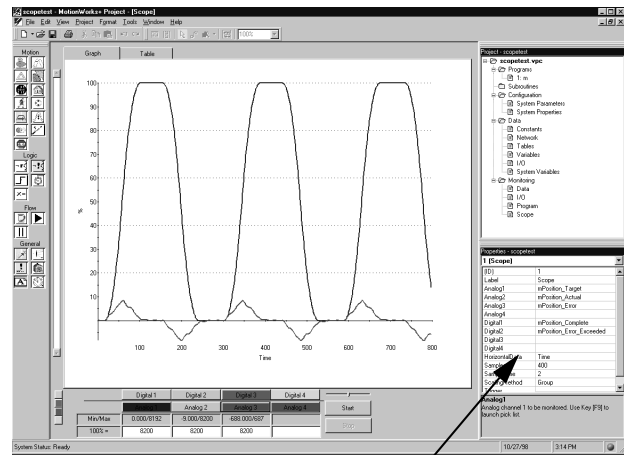 scopetest - MotionWorks+ Project - [Scope]
File Edit View Project Format Tools Window Help
100%
Motion
Logic
Flow
General
Graph Table
100
90
80
70
60
50
40
30
20
10
%
100 200 300 400 500 600 700 800
Time
Digital 1 Digital 2 Digital 3 Digital 4
Analog 1 Analog 2 Analog 3 Analog 4
Start
Stop
Min/Max 0.000/8192 -9.000/8200 -688.000/687
100% = 8200 8200 8200
Project - scopetest
scopetest.vpc
Programs
1: m
Subroutines
Configuration
System Parameters
System Properties
Data
Constants
Network
Tables
Variables
I/O
System Variables
Monitoring
Data
I/O
Program
Scope
Properties - scopetest
1 (Scope)
(ID) 1
Label Scope
Analog1 mPosition_Target
Analog2 mPosition_Actual
Analog3 mPosition_Error
Analog4
Digital1 mPosition_Complete
Digital2 mPosition_Error_Exceeded
Digital3
Digital4
HorizontalData Time
400
2
Group
Analog1
Analog channel 1 to be monitored. Use Key [F9] to
launch pick list.
System Status: Ready
10/27/98 3:14 PM